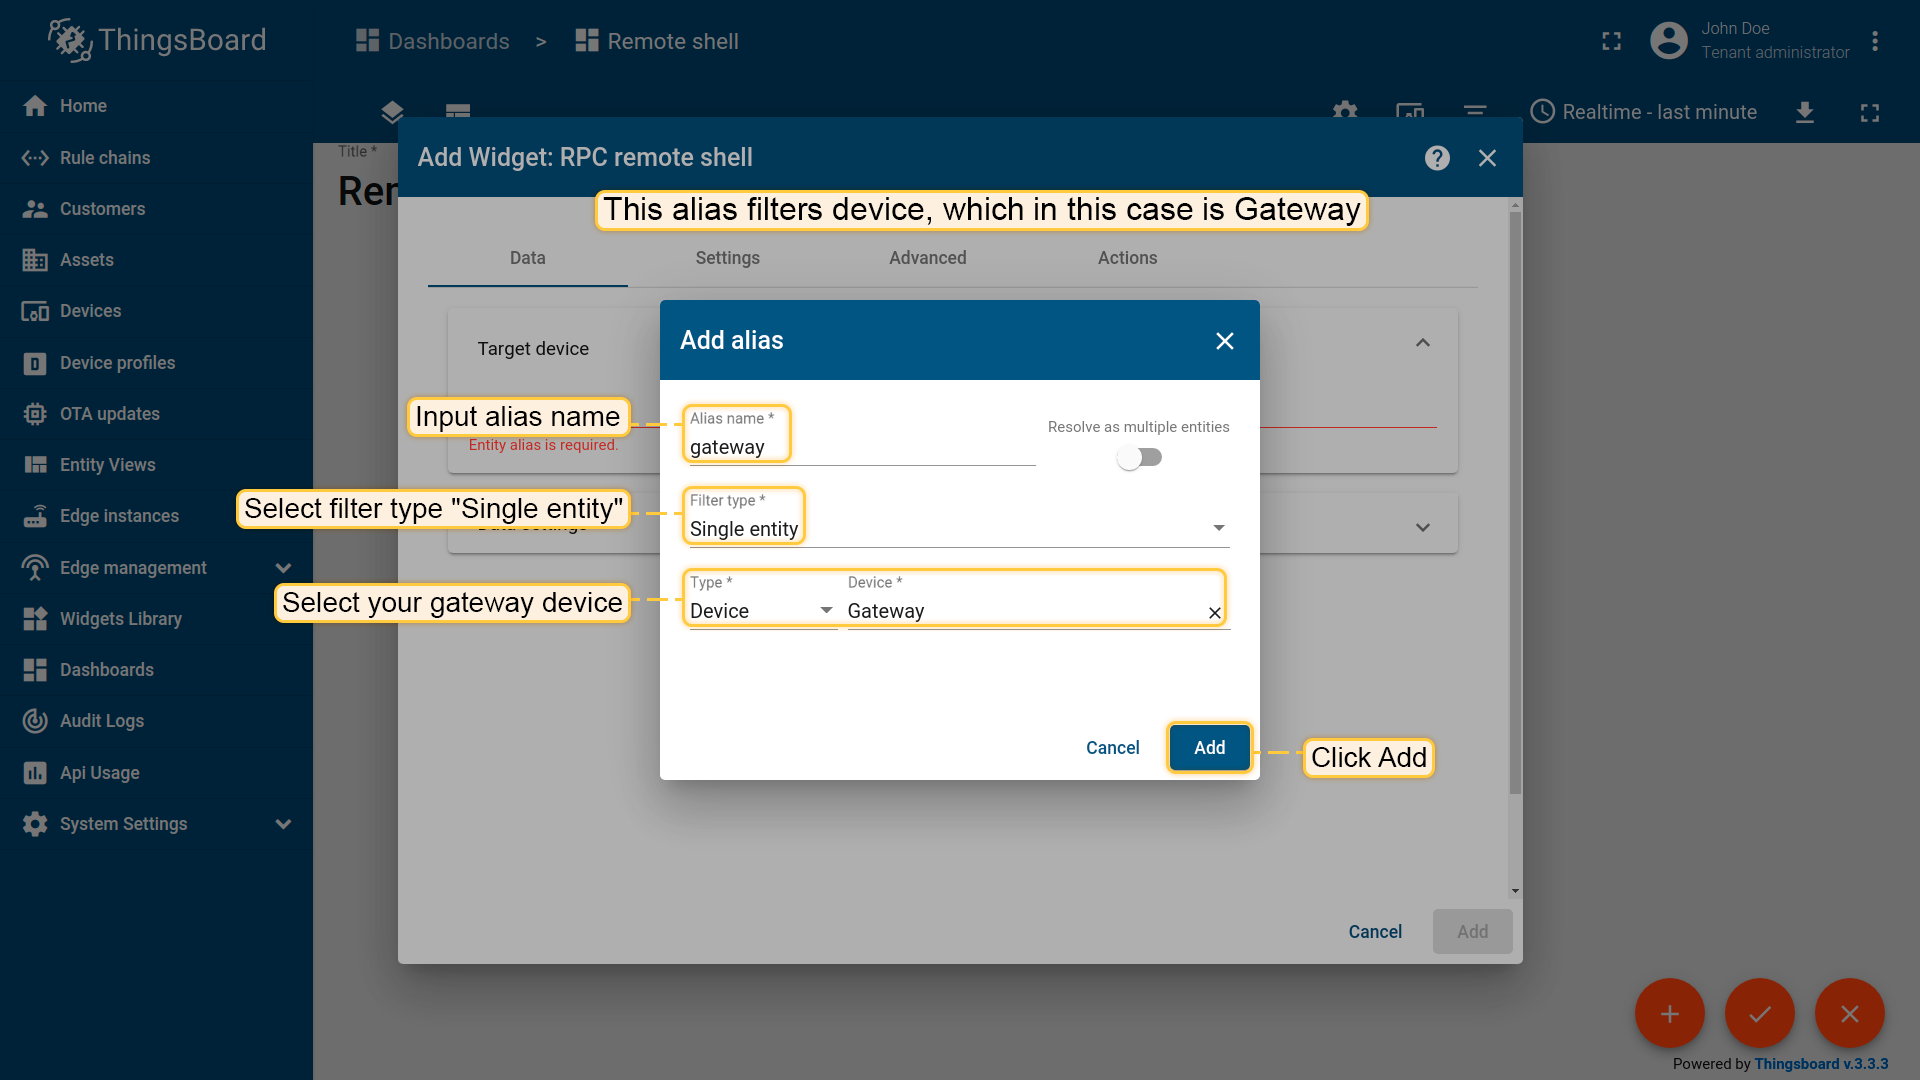 ThingsBoard
Dashboards > Remote shell
John Doe
Tenant administrator
Home
Rule chains
Customers
Assets
Devices
Device profiles
OTA updates
Entity Views
Edge instances
Edge management
Widgets Library
Dashboards
Audit Logs
Api Usage
System Settings
Realtime - last minute
Title *
Rer
Add Widget: RPC remote shell
This alias filters device, which in this case is Gateway
Data Settings Advanced Actions
Target device
Entity alias is required.
Add alias
Input alias name
Alias name *
gateway
Resolve as multiple entities
Select filter type "Single entity"
Filter type *
Single entity
Select your gateway device
Type * Device *
Device Gateway
Cancel Add
Click Add
Cancel Add
Powered by Thingsboard v.3.3.3